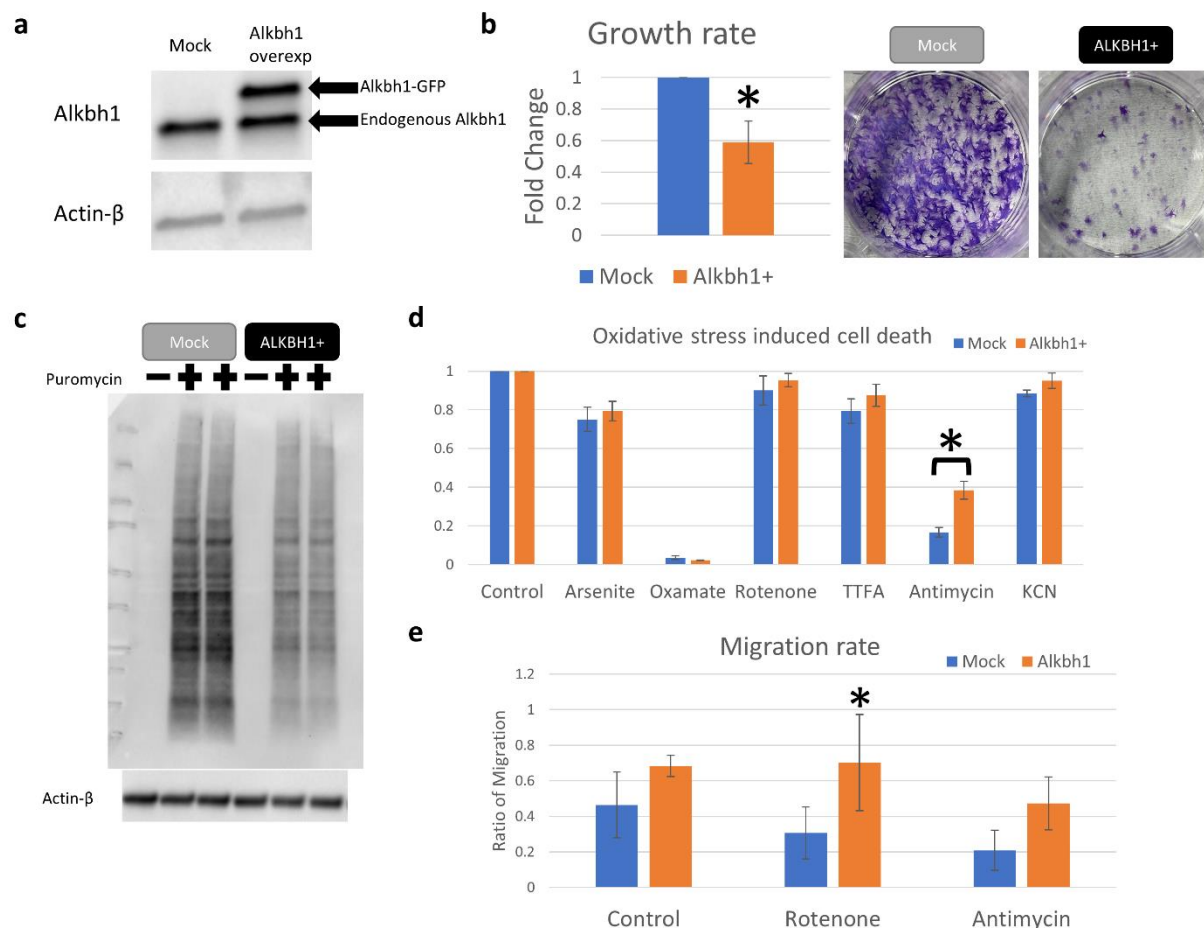 a
Mock
Alkbh1
overexp
Alkbh1
Alkbh1-GFP
Endogenous Alkbh1
Actin-β
b
Growth rate
Fold Change
1
0.8
0.6
0.4
0.2
0
*
Mock
Alkbh1+
Mock
ALKBH1+
c
Mock
ALKBH1+
Puromycin
− + + − + +
Actin-β
d
Oxidative stress induced cell death
Mock
Alkbh1+
1
0.8
0.6
0.4
0.2
0
*
Control
Arsenite
Oxamate
Rotenone
TTFA
Antimycin
KCN
e
Migration rate
Mock
Alkbh1
Ratio of Migration
1.2
1
0.8
0.6
0.4
0.2
0
*
Control
Rotenone
Antimycin